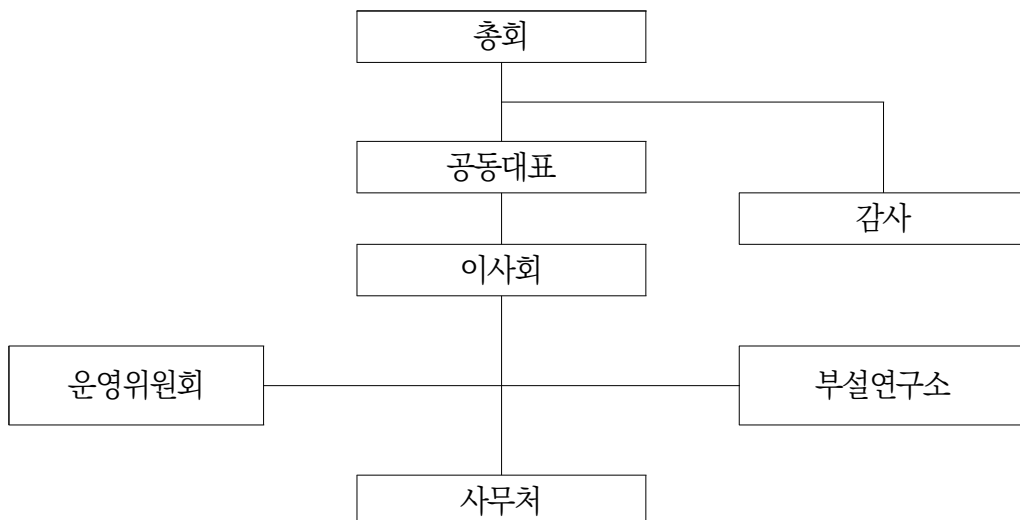 총회
공동대표
감사
이사회
운영위원회
부설연구소
사무처